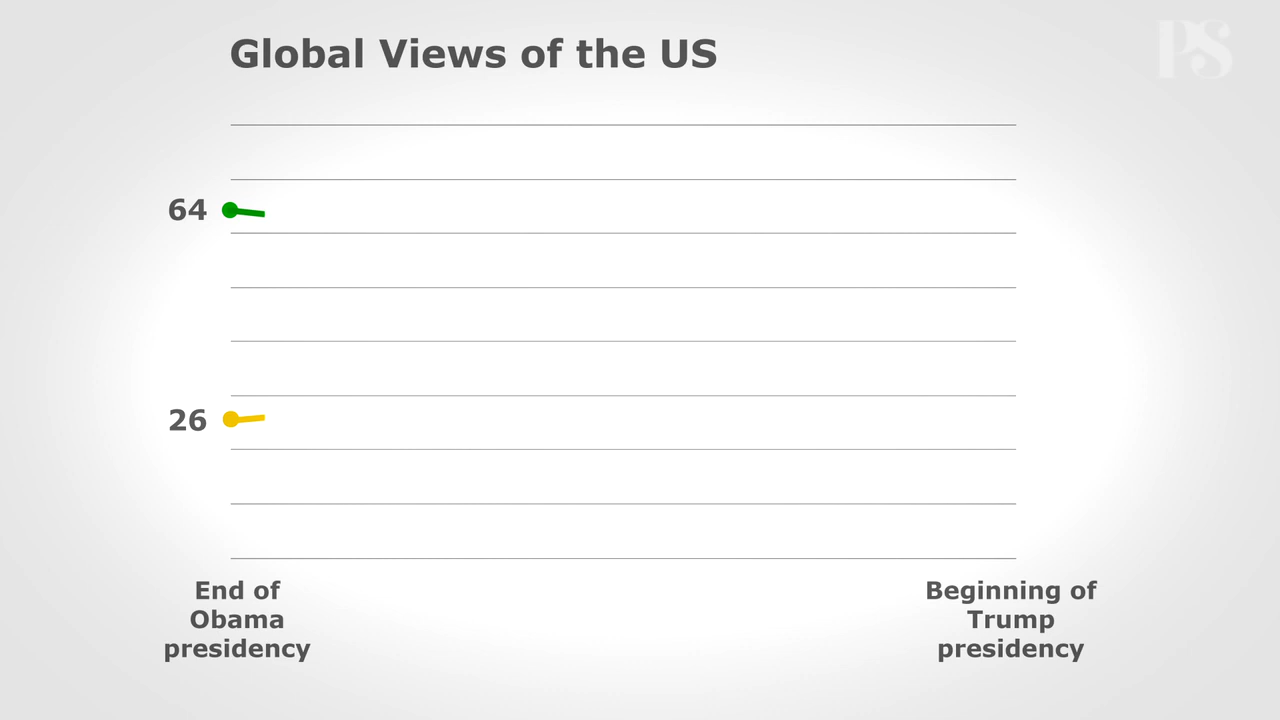 Global Views of the US
PS
64
26
End of
Obama
presidency
Beginning of
Trump
presidency